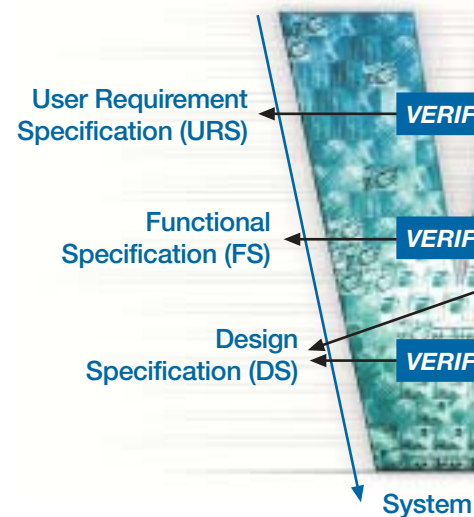 User Requirement
Specification (URS)
VERIF
Functional
Specification (FS)
VERIF
Design
Specification (DS)
VERIF
System